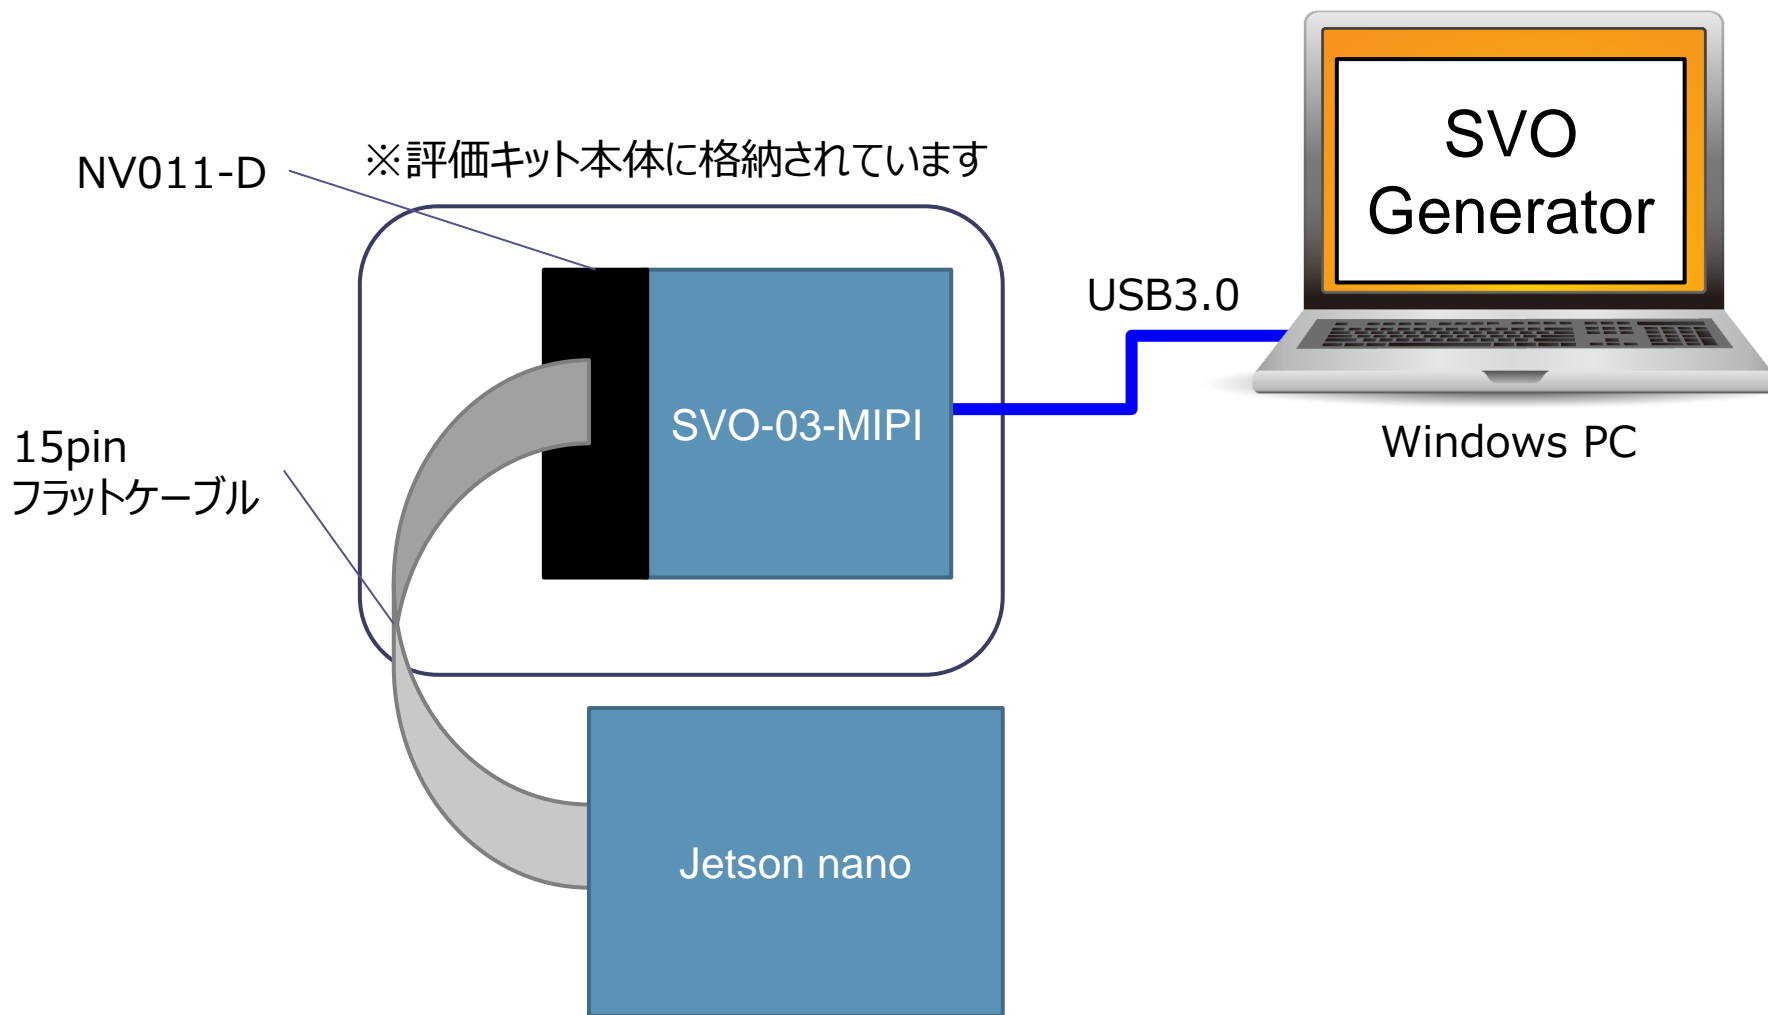 SVO
Generator
NV011-D
※評価キット本体に格納されています
USB3.0
SVO-03-MIPI
Windows PC
15pin
フラットケーブル
Jetson nano